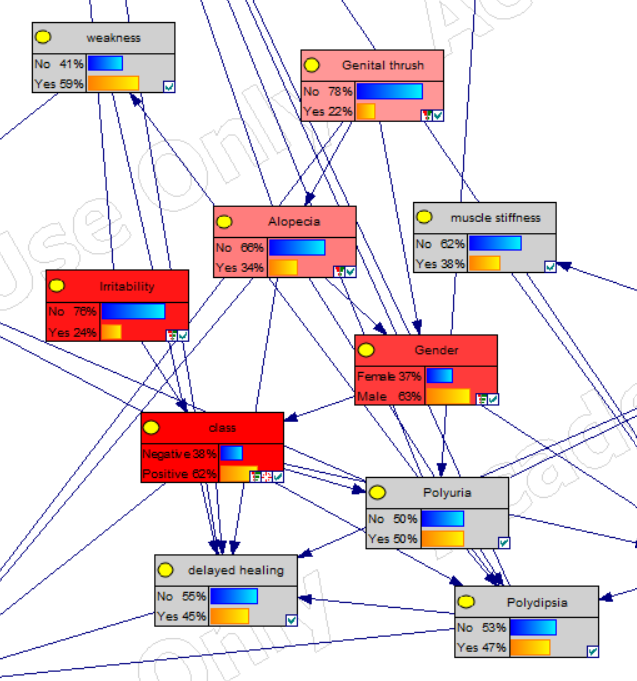 weakness
No 41%
Yes 59%
Genital thrush
No 78%
Yes 22%
Alopecia
No 66%
Yes 34%
muscle stiffness
No 62%
Yes 38%
Irritability
No 76%
Yes 24%
Gender
Female 37%
Male 63%
class
Negative 38%
Positive 62%
Polyuria
No 50%
Yes 50%
delayed healing
No 55%
Yes 45%
Polydipsia
No 53%
Yes 47%
Use Only
Only